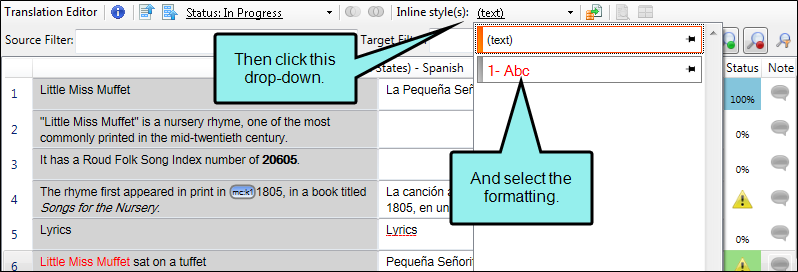 Translation Editor Status: In Progress Inline style(s): (text)
Source Filter: Target Filter:
Then click this
drop-down.
(text)
1- Abc
And select the
formatting.
States) - Spanish Status Note
1 Little Miss Muffet La Pequeña Señ 100%
2 "Little Miss Muffet" is a nursery rhyme, one of the most
commonly printed in the mid-twentieth century. 0%
3 It has a Roud Folk Song Index number of 20605. 0%
4 The rhyme first appeared in print in mc:k1 1805, in a book titled La canción a
Songs for the Nursery. 1805, en un
5 Lyrics Lyrics 0%
6 Little Miss Muffet sat on a tuffet Pequeña Señori